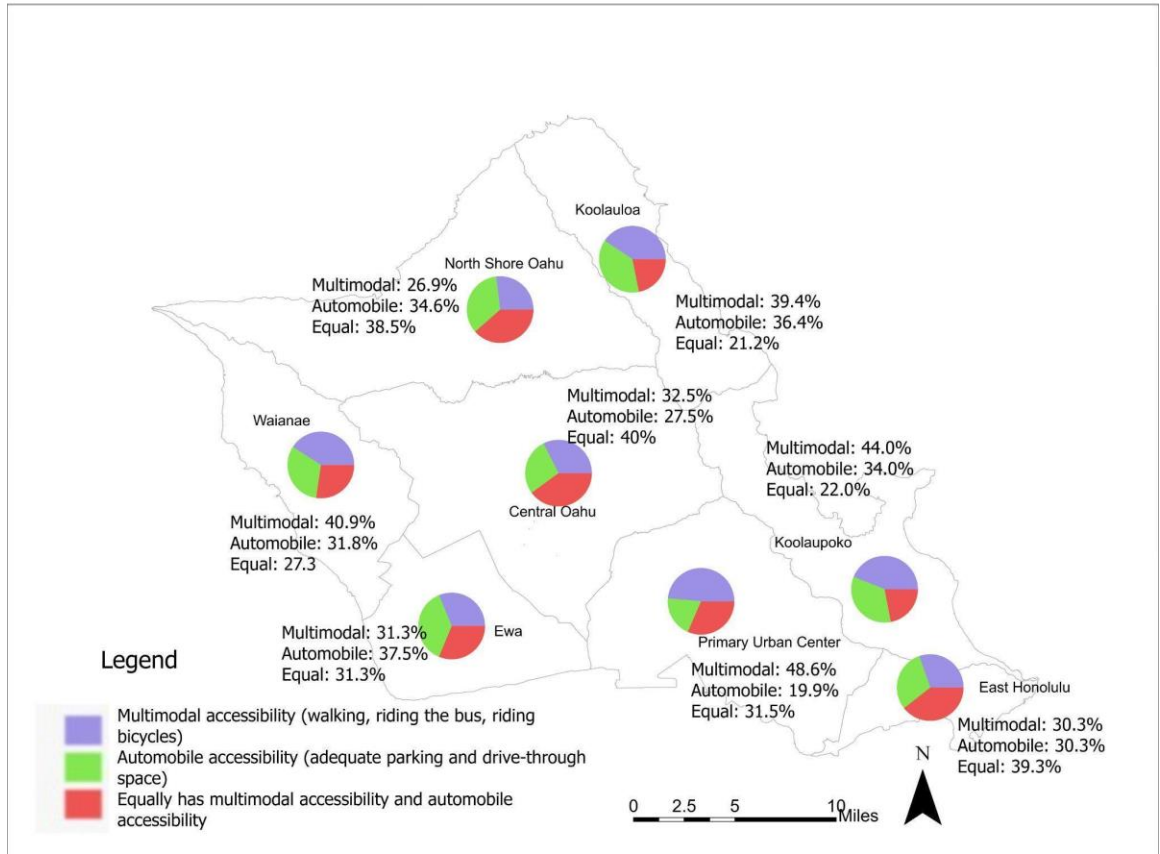 Koolauloa
North Shore Oahu
Multimodal: 26.9%
Automobile: 34.6%
Equal: 38.5%
Multimodal: 39.4%
Automobile: 36.4%
Equal: 21.2%
Multimodal: 32.5%
Automobile: 27.5%
Equal: 40%
Central Oahu
Waianae
Multimodal: 40.9%
Automobile: 31.8%
Equal: 27.3
Multimodal: 44.0%
Automobile: 34.0%
Equal: 22.0%
Koolaupoko
Multimodal: 31.3%
Automobile: 37.5%
Equal: 31.3%
Ewa
Primary Urban Center
Multimodal: 48.6%
Automobile: 19.9%
Equal: 31.5%
East Honolulu
Multimodal: 30.3%
Automobile: 30.3%
Equal: 39.3%
Legend
Multimodal accessibility (walking, riding the bus, riding
bicycles)
Automobile accessibility (adequate parking and drive-through
space)
Equally has multimodal accessibility and automobile
accessibility
0 2.5 5 10
Miles
N